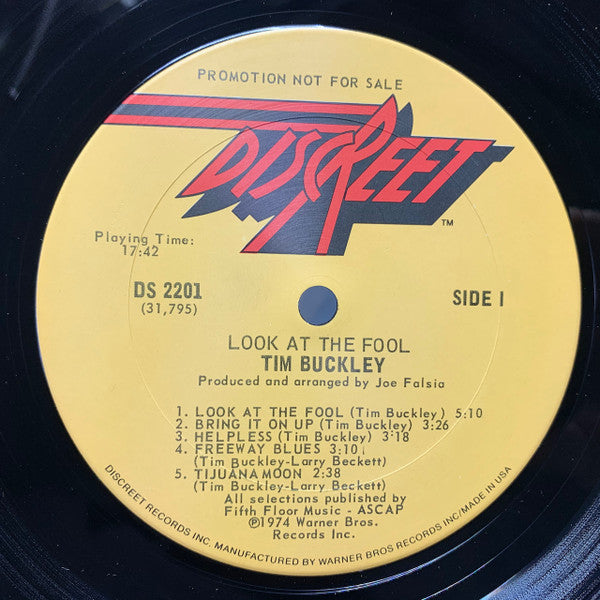 PROMOTION NOT FOR SALE
DISCREET
TM
Playing Time:
17:42
DS 2201
(31,795)
SIDE I
LOOK AT THE FOOL
TIM BUCKLEY
Produced and arranged by Joe Falsia
1. LOOK AT THE FOOL (Tim Buckley) 5:10
2. BRING IT ON UP (Tim Buckley) 3:26
3. HELPLESS (Tim Buckley) 3:18
4. FREEWAY BLUES 3:10
(Tim Buckley-Larry Beckett)
5. TIJUANA MOON 2:38
(Tim Buckley-Larry Beckett)
All selections published by
Fifth Floor Music - ASCAP
℗1974 Warner Bros.
Records Inc.
DISCREET RECORDS INC. MANUFACTURED BY WARNER BROS RECORDS INC/MADE IN USA